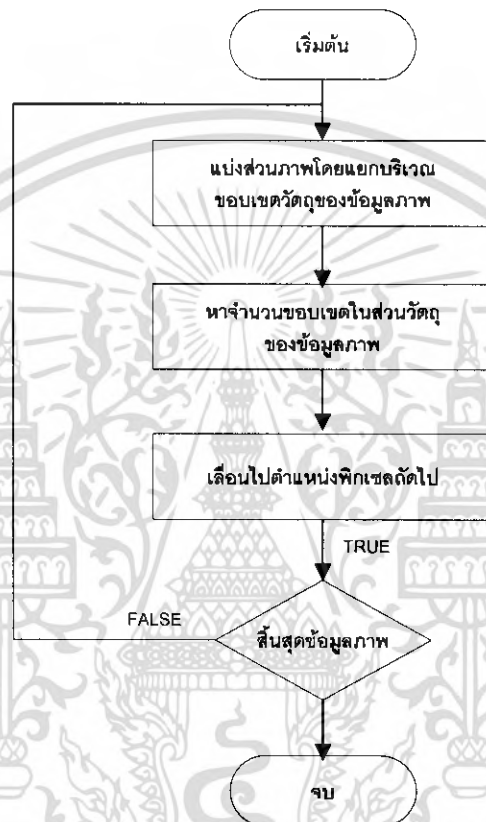 เริ่มต้น
แบ่งส่วนภาพโดยแยกบริเวณ
ขอบเขตวัตถุของข้อมูลภาพ
หาจำนวนขอบเขตในส่วนวัตถุ
ของข้อมูลภาพ
เลื่อนไปตำแหน่งพิกเซลถัดไป
TRUE
FALSE
สิ้นสุดข้อมูลภาพ
จบ